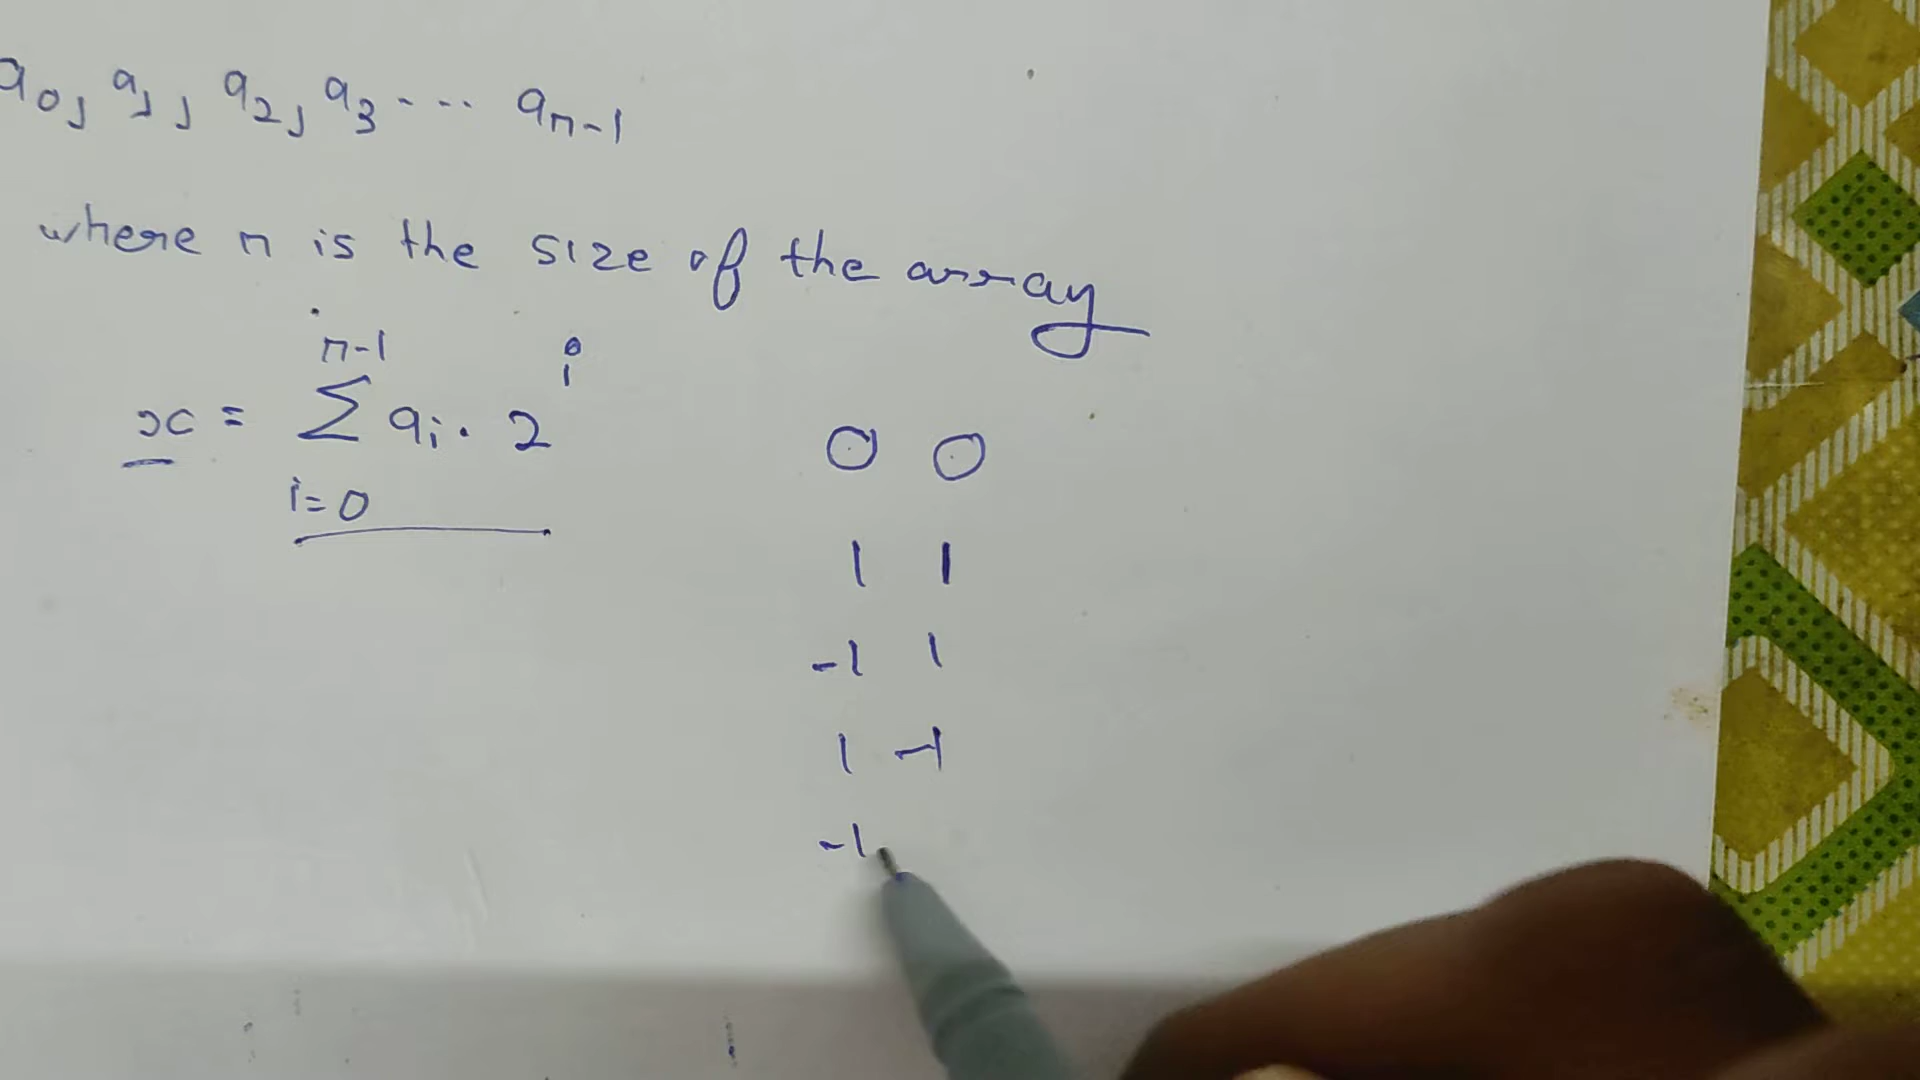 a0, a1, a2, a3 - - - - an-1
where n is the size of the array
n-1 i
x = Σ ai . 2
i=0
0 0
1 1
-1 1
1 -1
-1